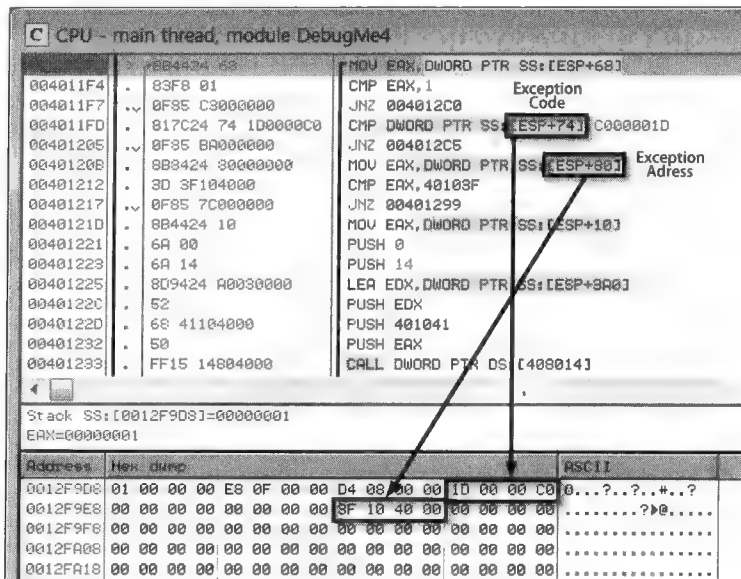 C CPU - main thread, module DebugMe4
8B4424 68 MOV EAX,DWORD PTR SS:[ESP+68]
004011F4 . 83F8 01 CMP EAX,1
Exception Code
004011F7 .v 0F85 C3000000 JNZ 004012C0
004011FD . 817C24 74 1D0000C0 CMP DWORD PTR SS:[ESP+74] C000001D
00401205 .v 0F85 BA000000 JNZ 004012C5
0040120B . 8B8424 80000000 MOV EAX,DWORD PTR SS:[ESP+80]
Exception Adress
00401212 . 3D 3F104000 CMP EAX,40103F
00401217 .v 0F85 7C000000 JNZ 00401299
0040121D . 8B4424 10 MOV EAX,DWORD PTR SS:[ESP+10]
00401221 . 6A 00 PUSH 0
00401223 . 6A 14 PUSH 14
00401225 . 8D9424 A0030000 LEA EDX,DWORD PTR SS:[ESP+3A0]
0040122C . 52 PUSH EDX
0040122D . 68 41104000 PUSH 401041
00401232 . 50 PUSH EAX
00401233 . FF15 14804000 CALL DWORD PTR DS:[408014]
Stack SS:[0012F9D8]=00000001
EAX=00000001
Address Hex dump ASCII
0012F9D8 01 00 00 00 E8 0F 00 00 D4 08 00 00 1D 00 00 C0 0...?..?..#..?
0012F9E8 00 00 00 00 00 00 00 00 3F 10 40 00 00 00 00 00 ........?▶@.....
0012F9F8 00 00 00 00 00 00 00 00 00 00 00 00 00 00 00 00 ................
0012FA08 00 00 00 00 00 00 00 00 00 00 00 00 00 00 00 00 ................
0012FA18 00 00 00 00 00 00 00 00 00 00 00 00 00 00 00 00 ................